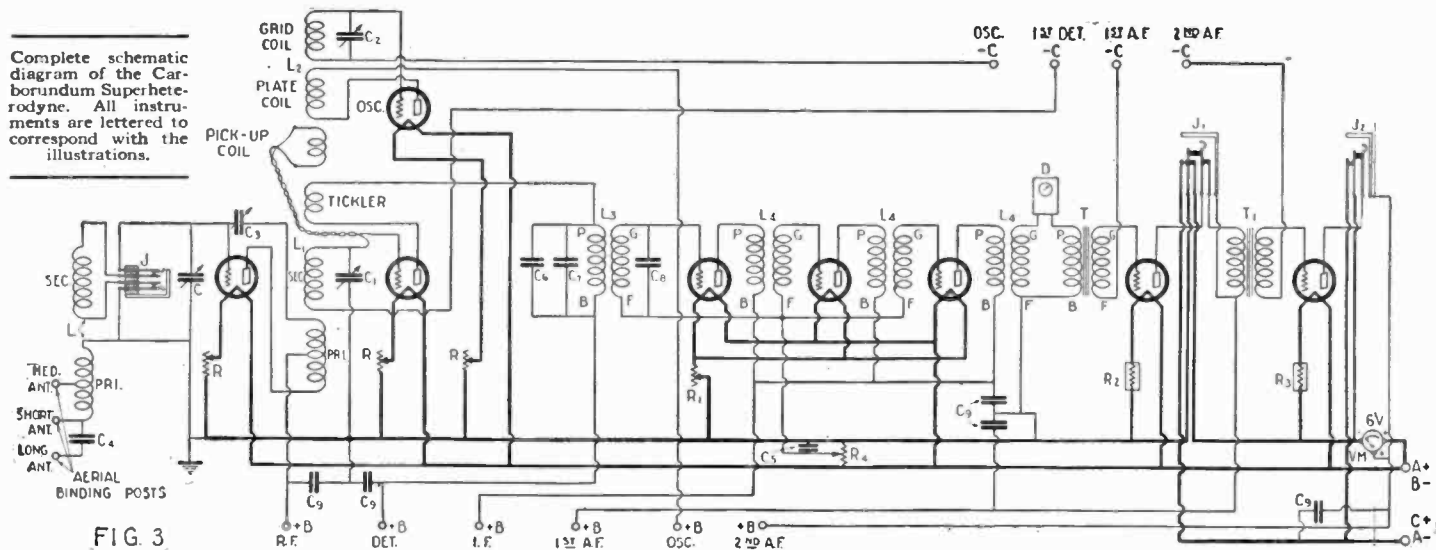 Complete schematic
diagram of the Car-
borundum Superhete-
rodyne. All instru-
ments are lettered to
correspond with the
illustrations.
GRID
COIL
C2
L2
PLATE
COIL
OSC.
PICK-UP
COIL
TICKLER
OSC.
-C
1ST DET.
-C
1ST A.F.
-C
2ND A.F.
-C
J1
J2
D
SEC
J
C
C3
L1
SEC
C1
C6
C7
L3
P
G
B
F
C8
L4
P
G
B
F
L4
P
G
B
F
L4
P
G
B
F
T
G
B
F
T1
L
PRI.
MED.
ANT.
SHORT
ANT.
LONG
ANT.
C4
AERIAL
BINDING POSTS
R
PRI.
R
R
R1
C9
R2
R3
C5
R4
6V
VM
A+
B-
C9
C9
C9
C+
A-
+B
R.F.
+B
DET.
+B
I.F.
+B
1ST A.F.
+B
OSC.
+B
2ND A.F.
FIG. 3